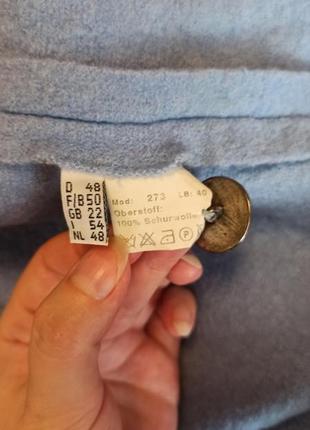 D 48
F/B 50
GB 22
I 54
NL 48
Mod: 273 LB: 40
Oberstoff:
100% Schurwolle
P